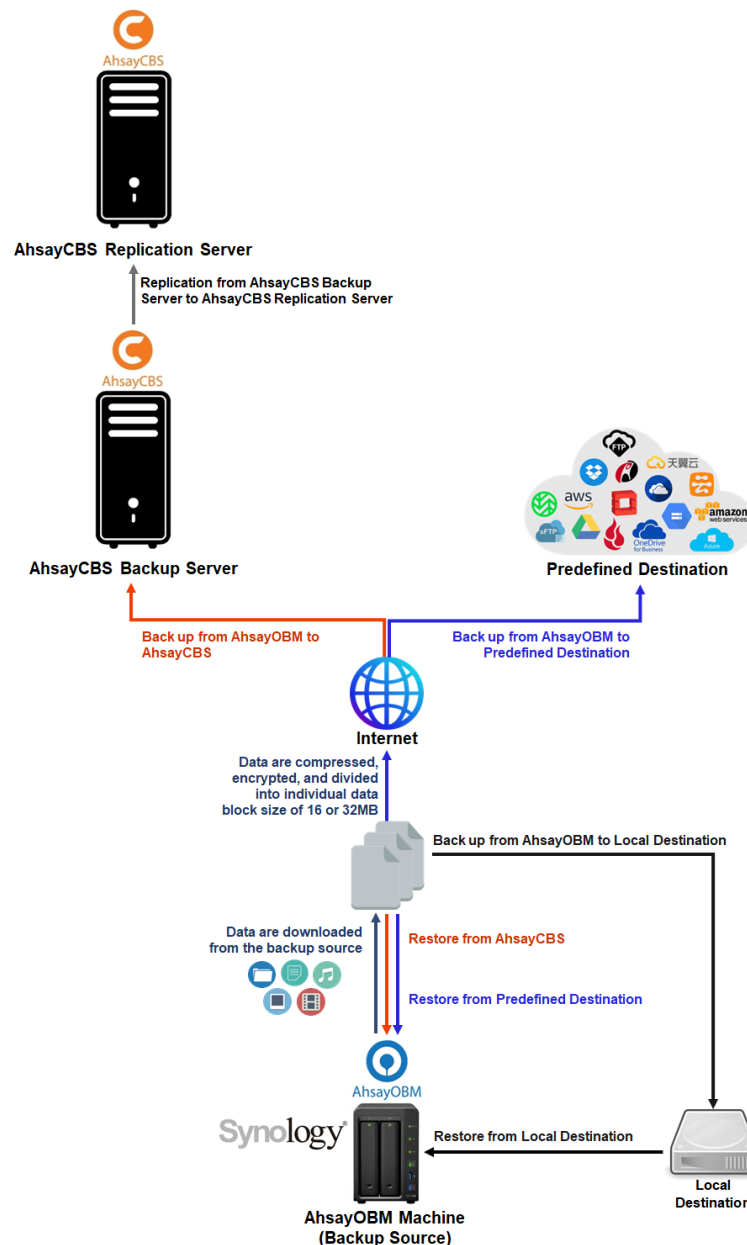 AhsayCBS
AhsayCBS Replication Server
Replication from AhsayCBS Backup
Server to AhsayCBS Replication Server
AhsayCBS
AhsayCBS Backup Server
FTP
天翼云
aws
amazon
web services
sFTP
OneDrive
for Business
Azure
Predefined Destination
Back up from AhsayOBM to
AhsayCBS
Back up from AhsayOBM to
Predefined Destination
Internet
Data are compressed,
encrypted, and divided
into individual data
block size of 16 or 32MB
Back up from AhsayOBM to Local Destination
Data are downloaded
from the backup source
Restore from AhsayCBS
Restore from Predefined Destination
AhsayOBM
Synology
Restore from Local Destination
Local
Destination
AhsayOBM Machine
(Backup Source)